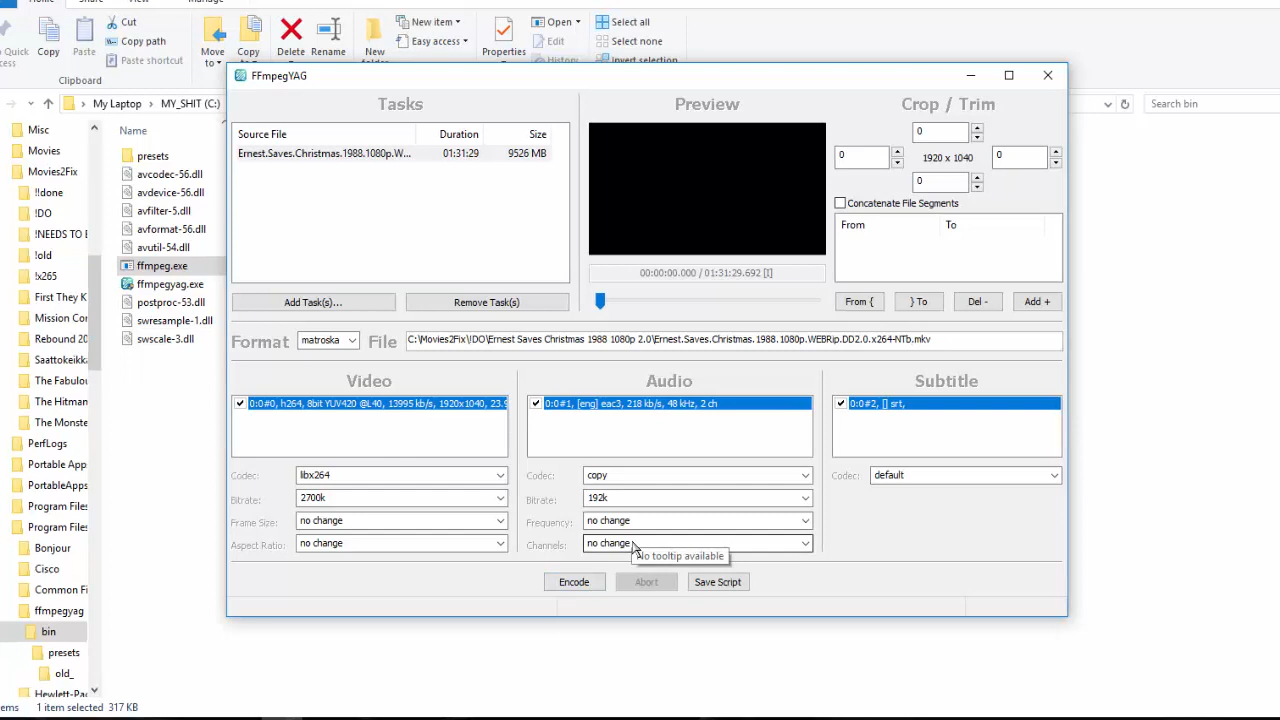 Home Share View Manage
Cut
Copy path
Paste shortcut
Copy
Paste
Clipboard
Move
to
Copy
to
Delete
Rename
New
folder
New item
Easy access
Properties
Open
Edit
History
Select all
Select none
Invert selection
My Laptop
MY_SHIT (C:)
Search bin
Misc
Movies
Movies2Fix
!!done
!DO
!NEEDS TO B
!old
!x265
First They K
Mission Cor
Rebound 20
Saattokeikka
The Fabulou
The Hitman
The Monste
PerfLogs
Portable App
PortableApps
Program Files
Program Files
Bonjour
Cisco
Common Fi
ffmpegyag
bin
presets
old_
Hewlett-Pac
Name
presets
avcodec-56.dll
avdevice-56.dll
avfilter-5.dll
avformat-56.dll
avutil-54.dll
ffmpeg.exe
ffmpegyag.exe
postproc-53.dll
swresample-1.dll
swscale-3.dll
FFmpegYAG
Tasks
Source File Duration Size
Ernest.Saves.Christmas.1988.1080p.W... 01:31:29 9526 MB
Add Task(s)... Remove Task(s)
Preview
00:00:00.000 / 01:31:29.692 [I]
Crop / Trim
0
0 1920 x 1040 0
0
Concatenate File Segments
From To
From { } To Del - Add +
Format matroska File C:\Movies2Fix\!DO\Ernest Saves Christmas 1988 1080p 2.0\Ernest.Saves.Christmas.1988.1080p.WEBRip.DD2.0.x264-NTb.mkv
Video
0:0#0, h264, 8bit YUV420 @L40, 13995 kb/s, 1920x1040, 23.9
Codec: libx264
Bitrate: 2700k
Frame Size: no change
Aspect Ratio: no change
Audio
0:0#1, [eng] eac3, 218 kb/s, 48 kHz, 2 ch
Codec: copy
Bitrate: 192k
Frequency: no change
Channels: no change
No tooltip available
Subtitle
0:0#2, [] srt,
Codec: default
Encode Abort Save Script
ems 1 item selected 317 KB